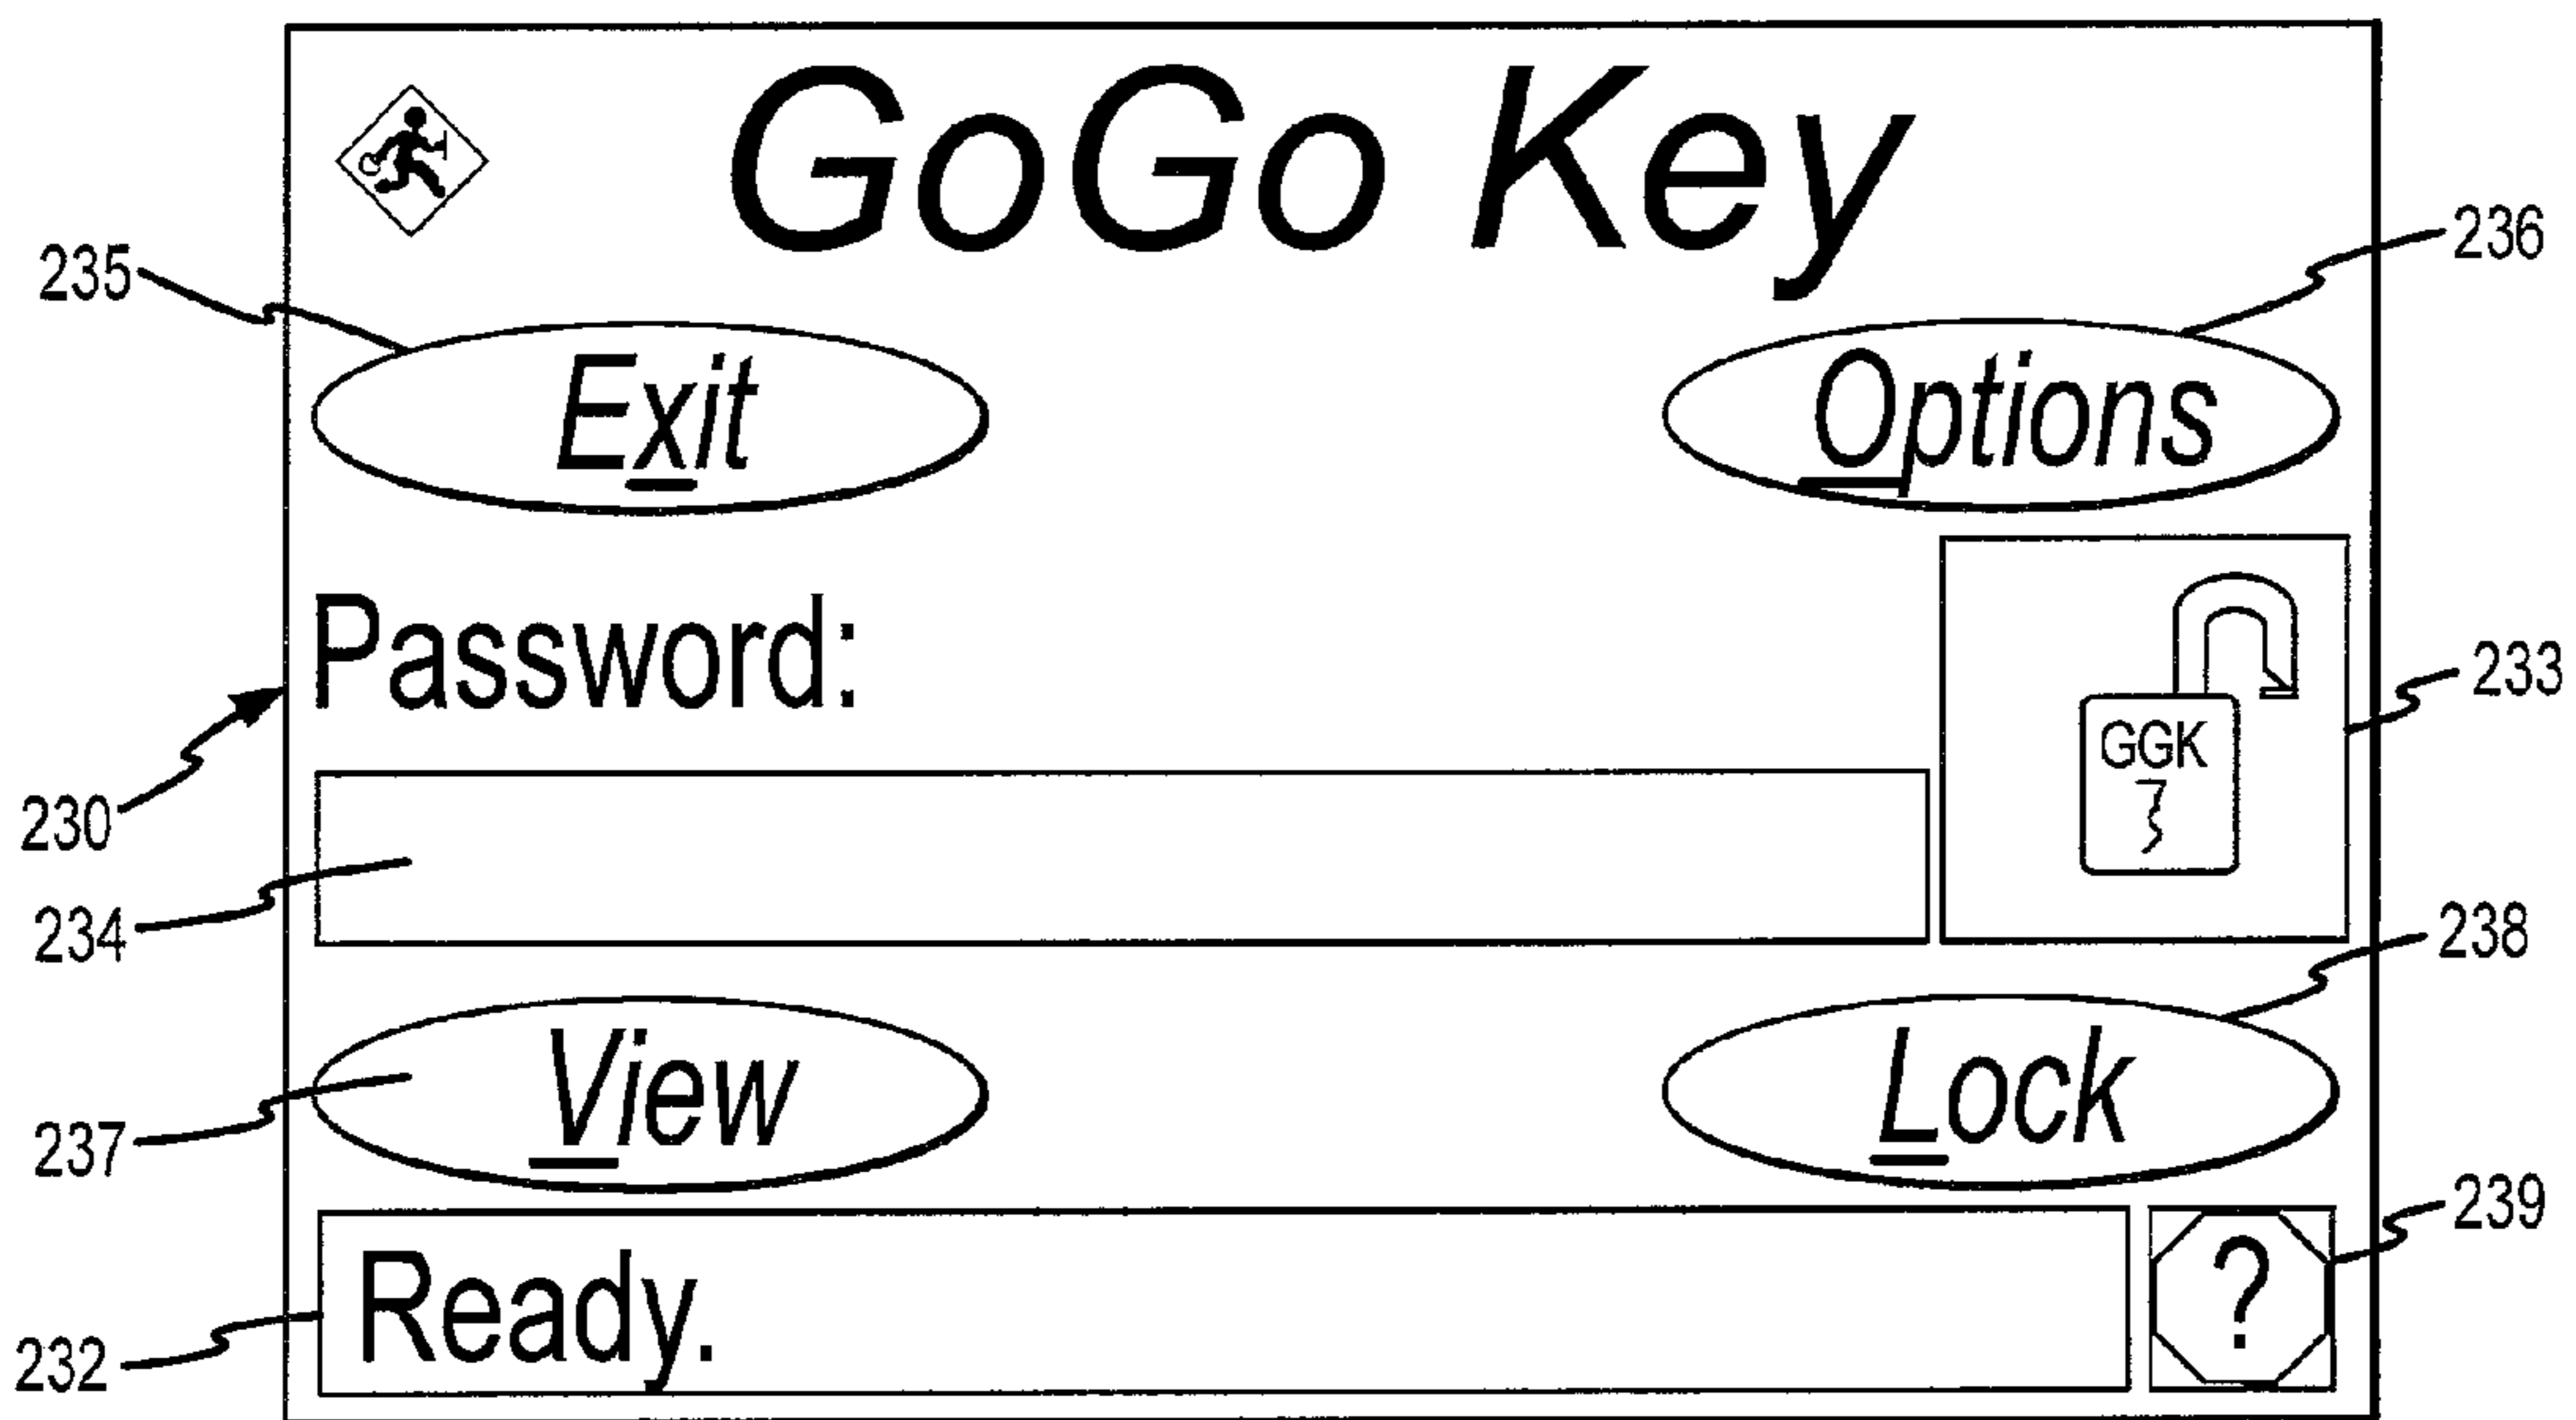 GoGo Key
235
236
Exit
Options
Password:
233
GGK
230
234
238
View
Lock
237
239
Ready.
?
232